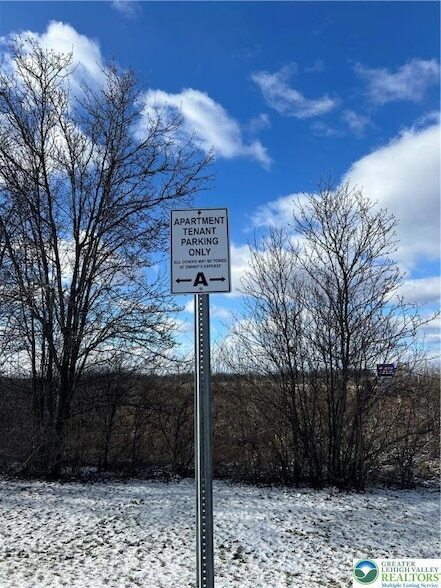 APARTMENT
TENANT
PARKING
ONLY
ALL OTHERS MAY BE TOWED
AT OWNER'S EXPENSE
A
GREATER
LEHIGH VALLEY
REALTORS
Multiple Listing Service